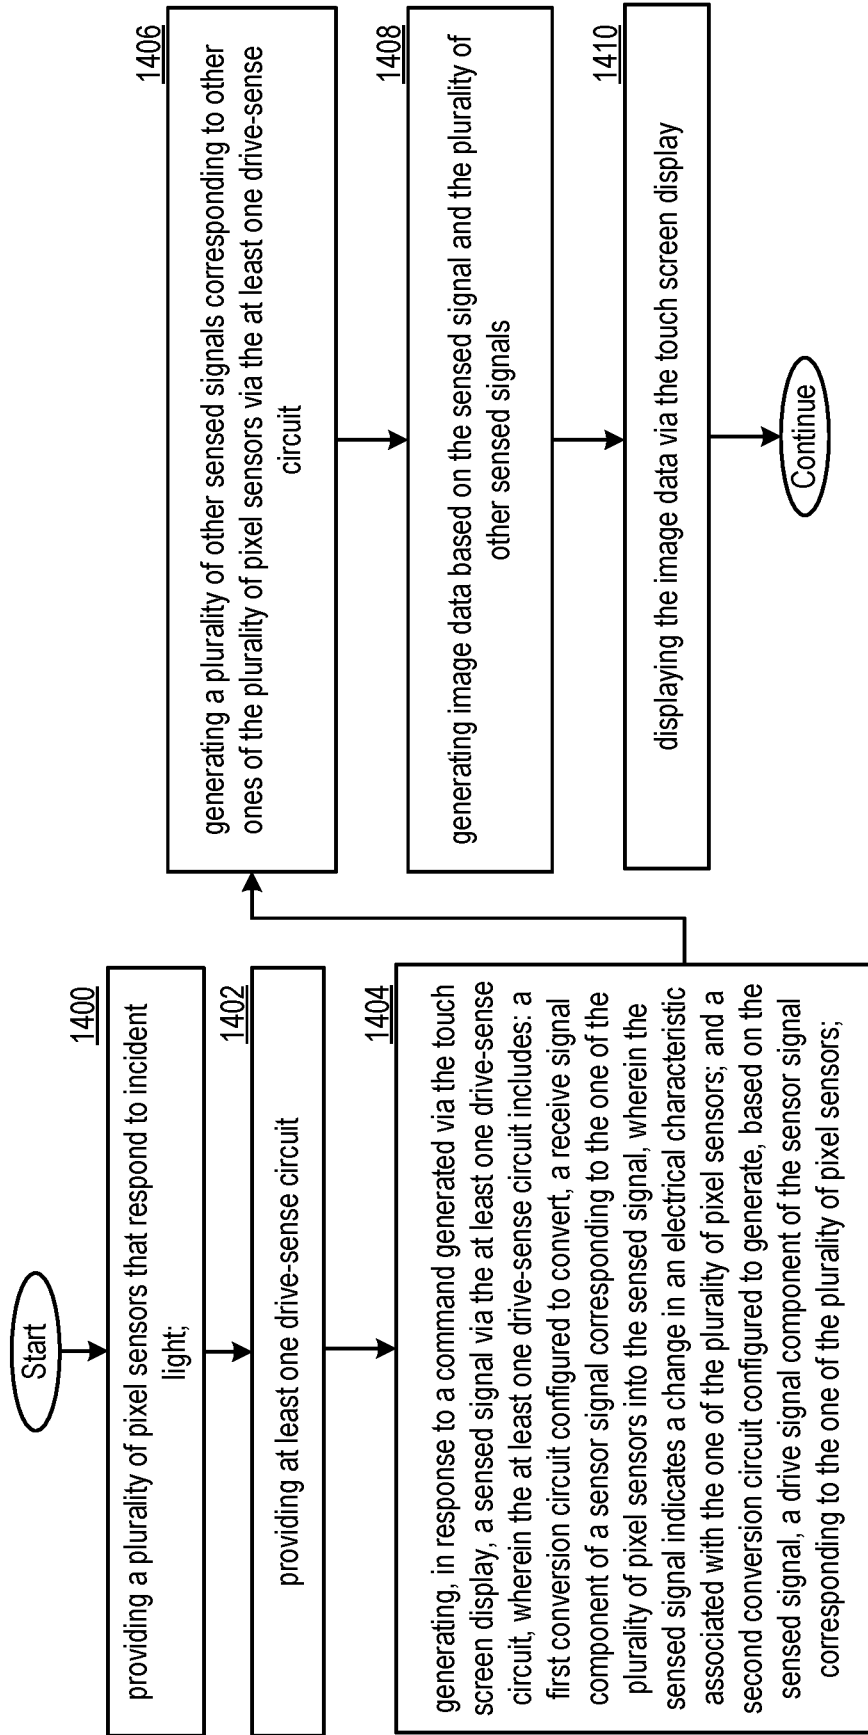 Start
1400
providing a plurality of pixel sensors that respond to incident
light;
1402
providing at least one drive-sense circuit
1404
generating, in response to a command generated via the touch
screen display, a sensed signal via the at least one drive-sense
circuit, wherein the at least one drive-sense circuit includes: a
first conversion circuit configured to convert, a receive signal
component of a sensor signal corresponding to the one of the
plurality of pixel sensors into the sensed signal, wherein the
sensed signal indicates a change in an electrical characteristic
associated with the one of the plurality of pixel sensors; and a
second conversion circuit configured to generate, based on the
sensed signal, a drive signal component of the sensor signal
corresponding to the one of the plurality of pixel sensors;
1406
generating a plurality of other sensed signals corresponding to other
ones of the plurality of pixel sensors via the at least one drive-sense
circuit
1408
generating image data based on the sensed signal and the plurality of
other sensed signals
1410
displaying the image data via the touch screen display
Continue